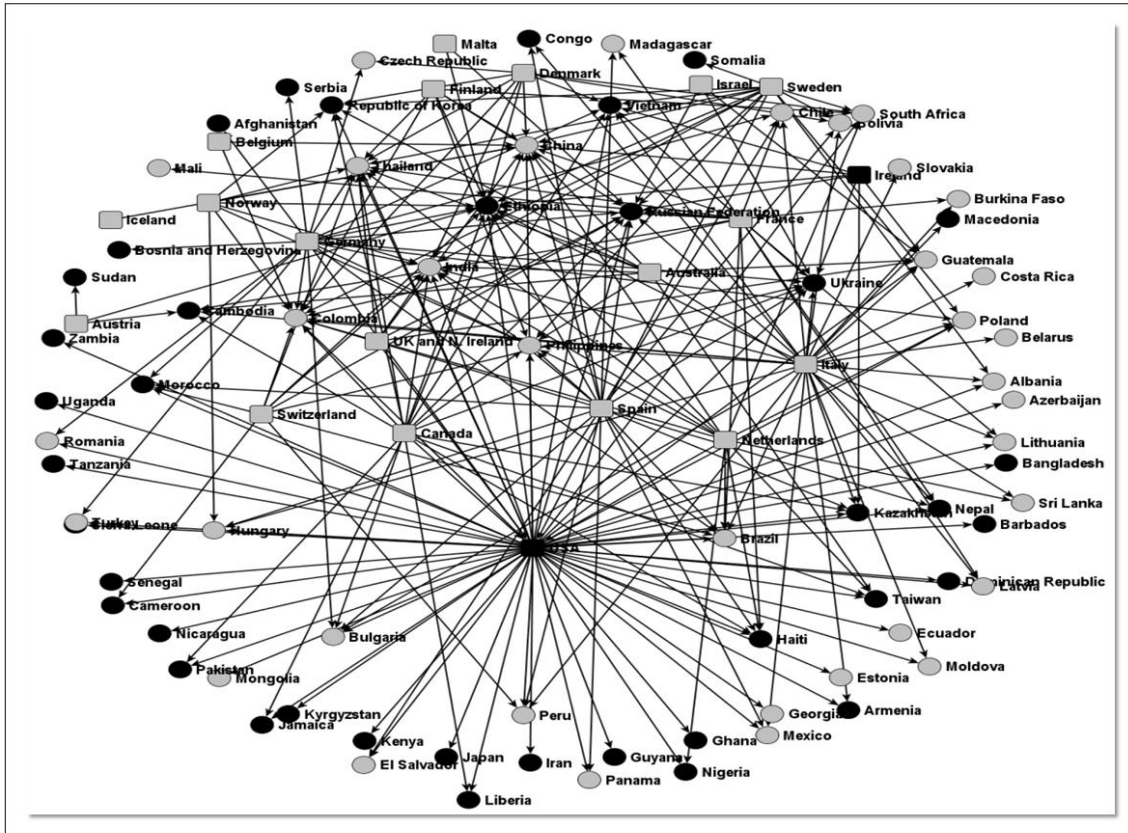 Malta
Congo
Madagascar
Czech Republic
Denmark
Somalia
Serbia
Finland
Israel
Sweden
Republic of Korea
Vietnam
Chile
South Africa
Bolivia
Afghanistan
Belgium
China
Mali
Thailand
Ireland
Slovakia
Norway
Ethiopia
Russian Federation
France
Burkina Faso
Iceland
Macedonia
Bosnia and Herzegovina
Germany
Guatemala
Sudan
India
Australia
Ukraine
Costa Rica
Cambodia
Colombia
Austria
Poland
Zambia
UK and N. Ireland
Philippines
Belarus
Italy
Morocco
Albania
Uganda
Azerbaijan
Switzerland
Spain
Romania
Canada
Netherlands
Lithuania
Tanzania
Bangladesh
Sri Lanka
Turkey
Sierra Leone
Hungary
Kazakhstan
Nepal
Barbados
Brazil
USA
Senegal
Dominican Republic
Latvia
Cameroon
Taiwan
Nicaragua
Bulgaria
Haiti
Ecuador
Pakistan
Mongolia
Moldova
Estonia
Kyrgyzstan
Jamaica
Peru
Georgia
Armenia
Mexico
Kenya
Ghana
El Salvador
Japan
Iran
Guyana
Nigeria
Panama
Liberia